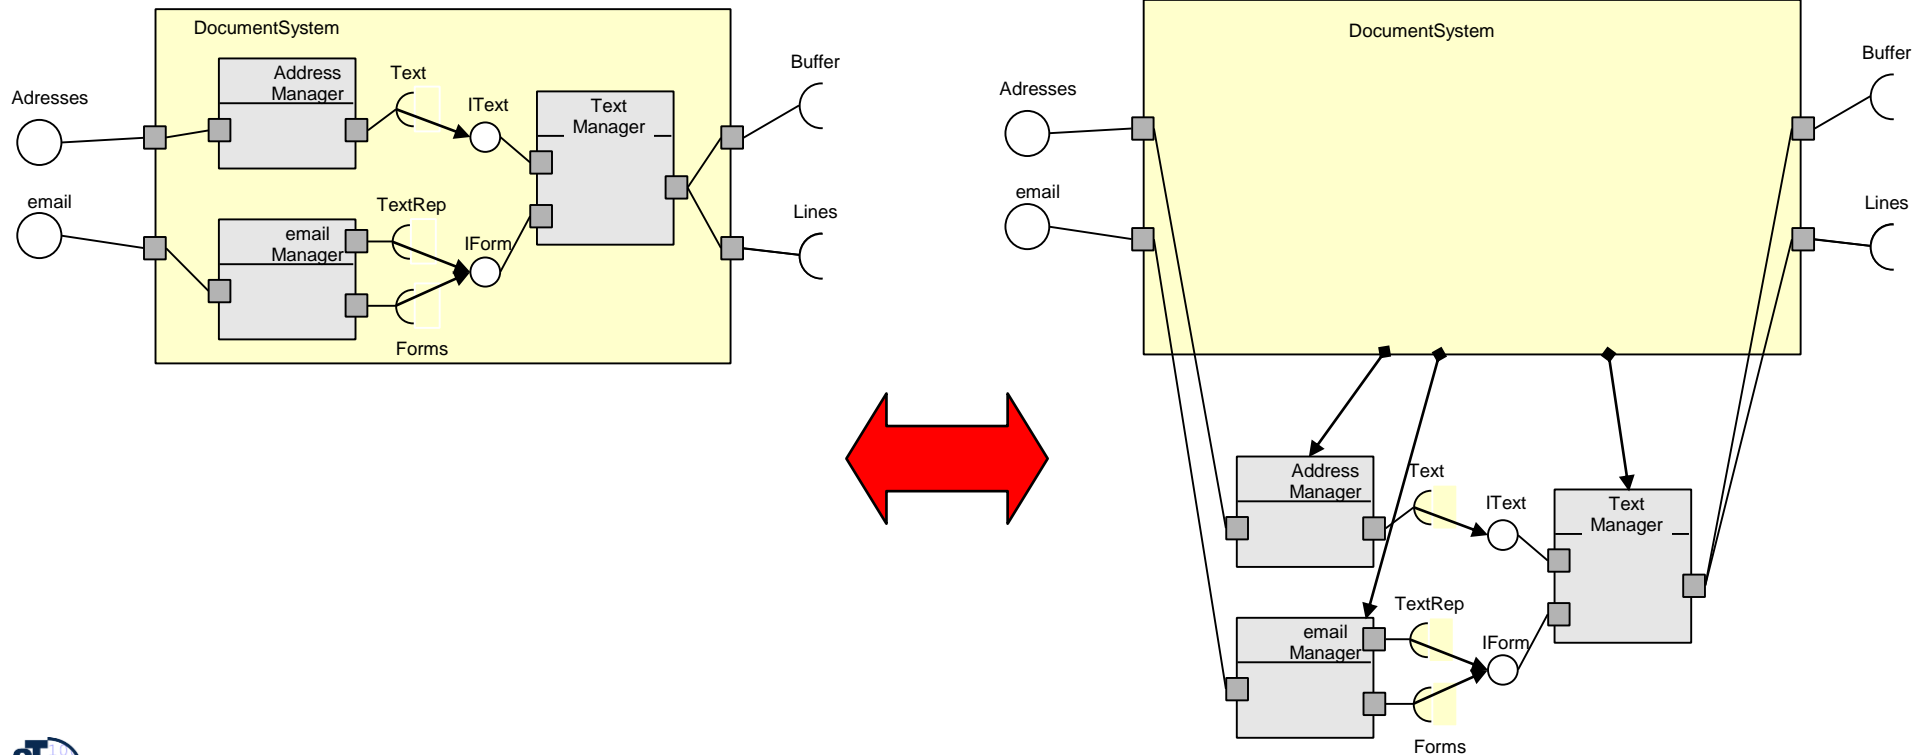 DocumentSystem
Adresses
email
Address
Manager
Text
IText
Text
Manager
Buffer
Lines
email
Manager
TextRep
IForm
Forms
DocumentSystem
Adresses
email
Buffer
Lines
Address
Manager
Text
IText
Text
Manager
email
Manager
TextRep
IForm
Forms